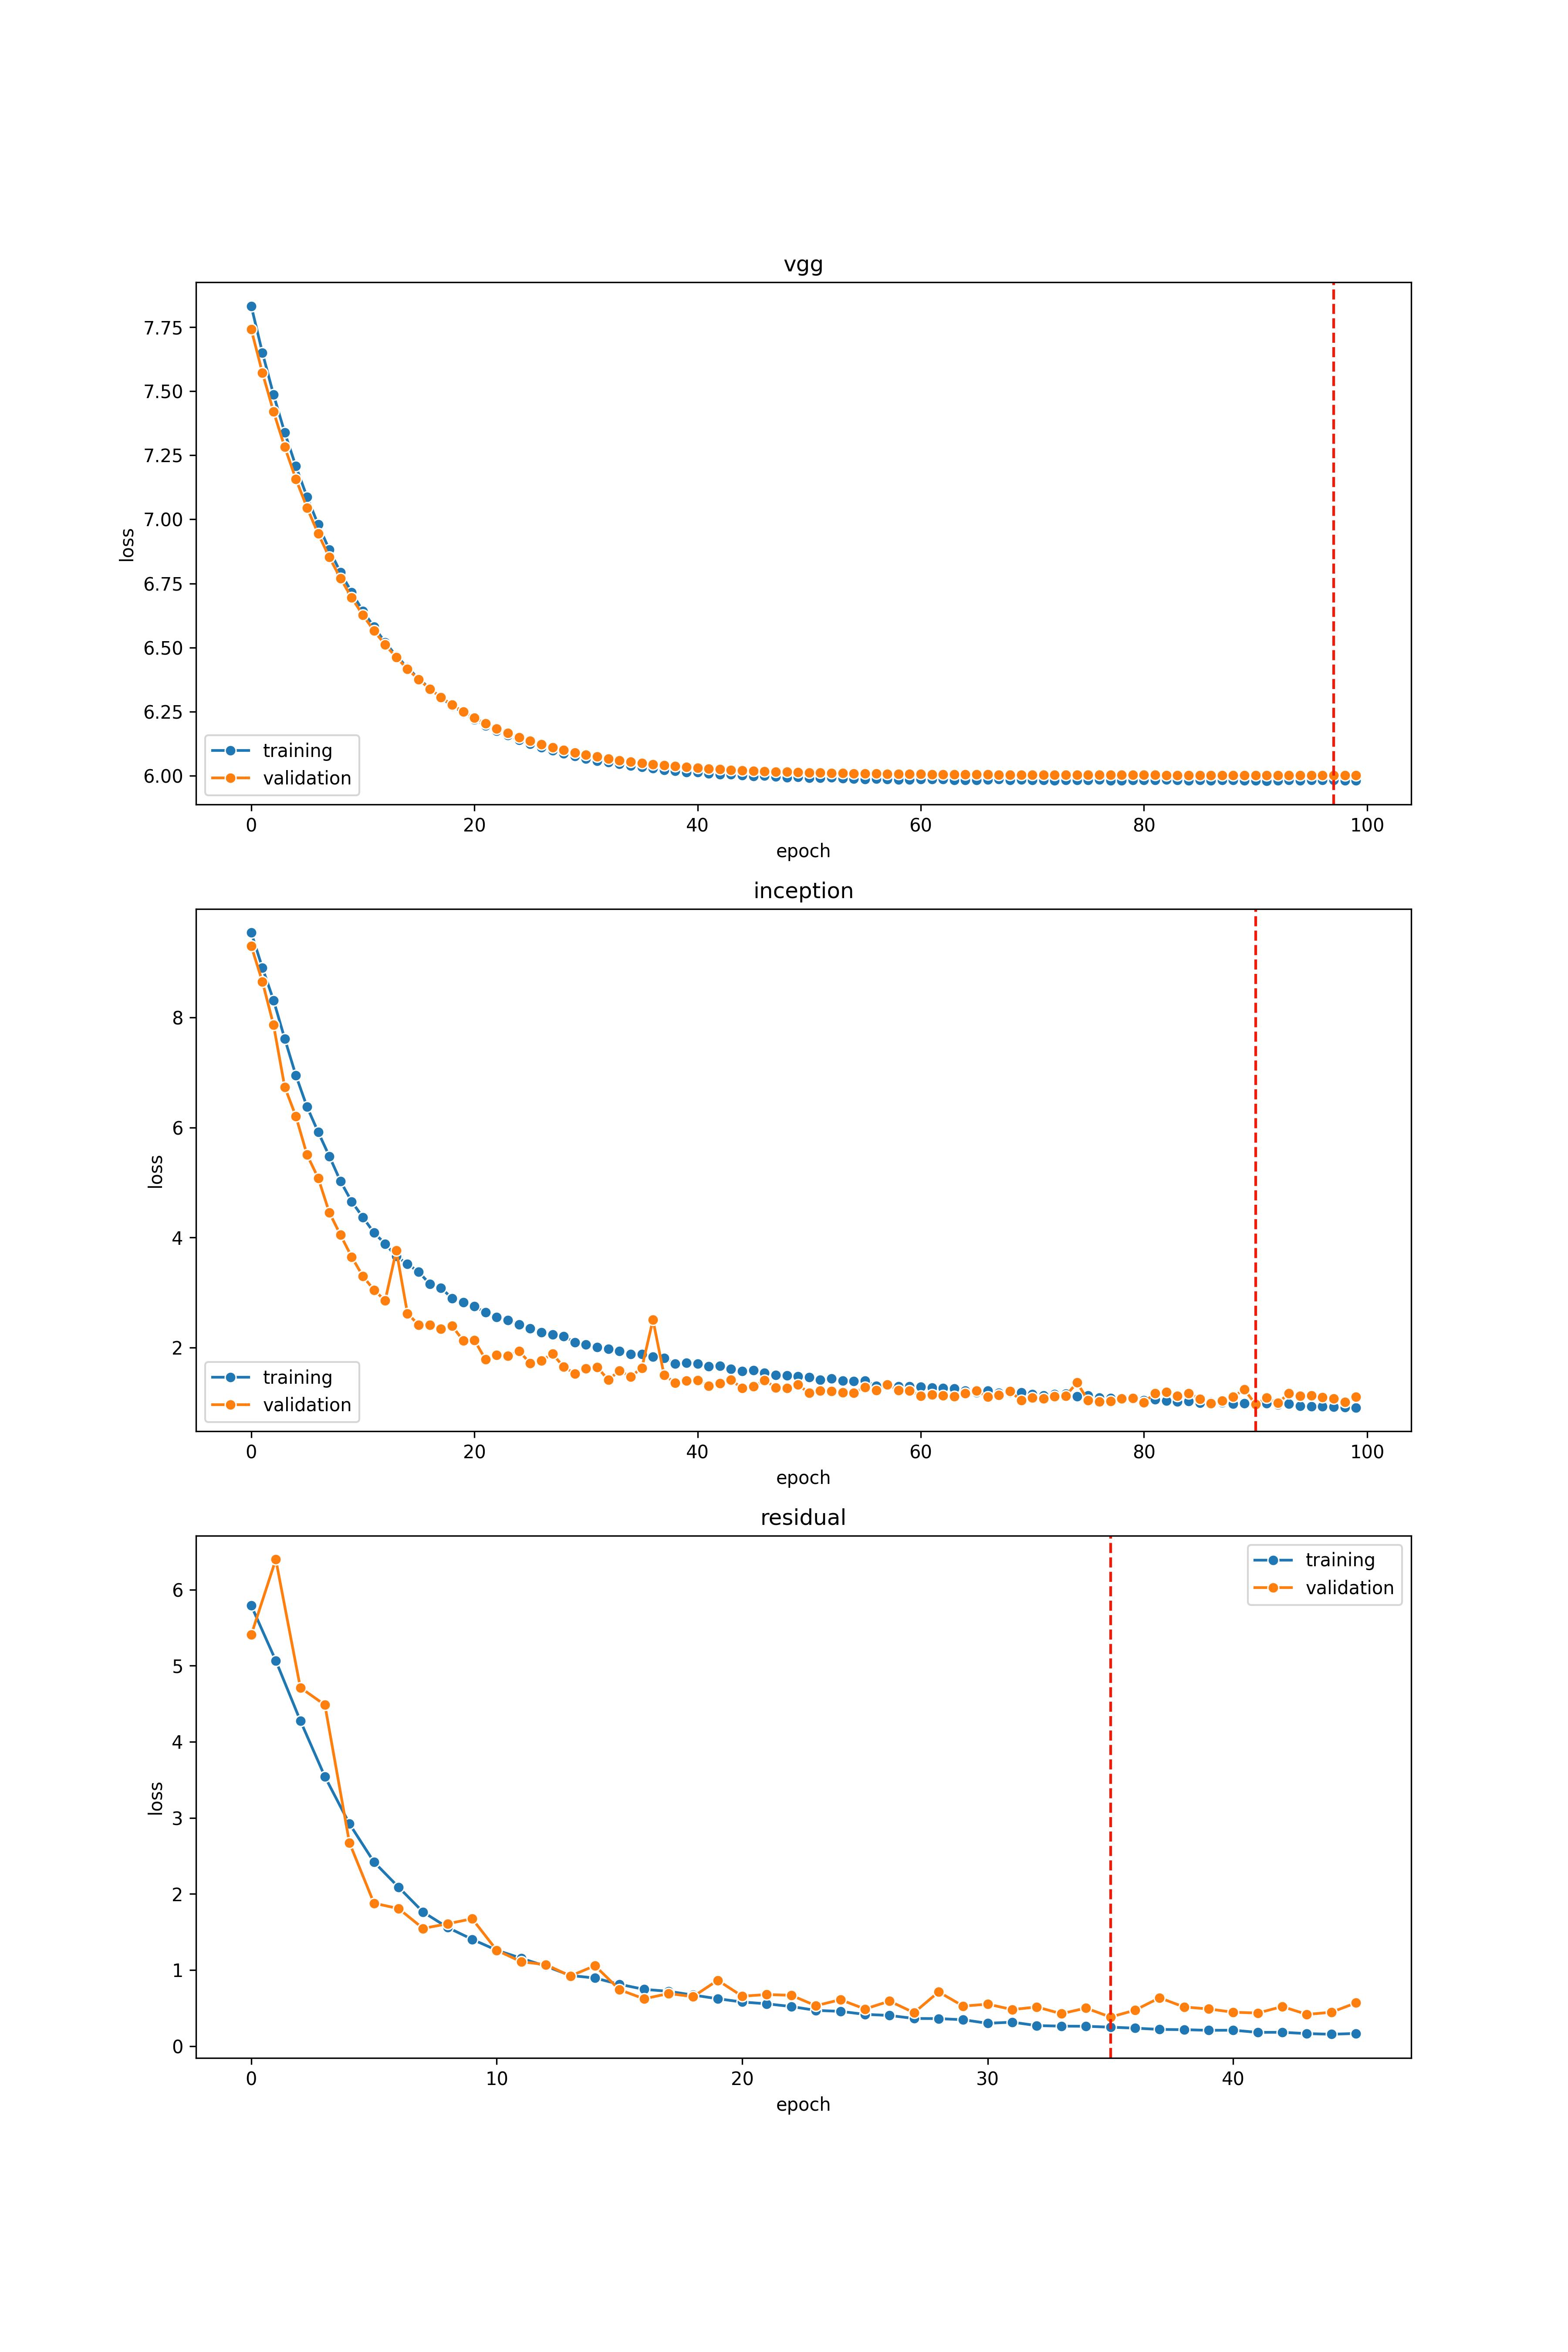 vgg
7.75
7.50
7.25
7.00
6.75
6.50
6.25
6.00
loss
training
validation
0 20 40 60 80 100
epoch
inception
8
6
4
2
loss
training
validation
0 20 40 60 80 100
epoch
residual
6
5
4
3
2
1
0
loss
training
validation
0 10 20 30 40
epoch